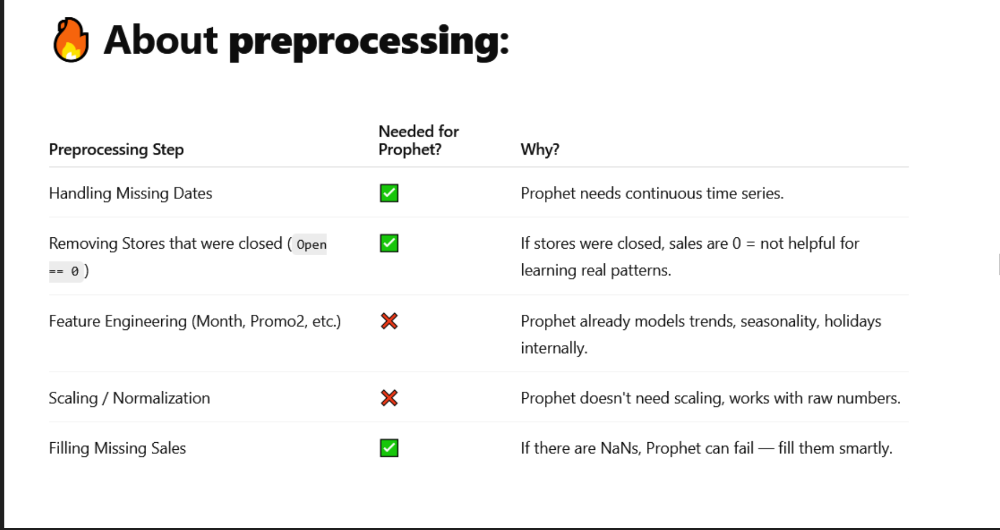 🔥 About preprocessing:
Needed for
Preprocessing Step Prophet? Why?
Handling Missing Dates ✅ Prophet needs continuous time series.
Removing Stores that were closed ( Open ✅ If stores were closed, sales are 0 = not helpful for
== 0 ) learning real patterns.
Feature Engineering (Month, Promo2, etc.) ❌ Prophet already models trends, seasonality, holidays
internally.
Scaling / Normalization ❌ Prophet doesn't need scaling, works with raw numbers.
Filling Missing Sales ✅ If there are NaNs, Prophet can fail — fill them smartly.